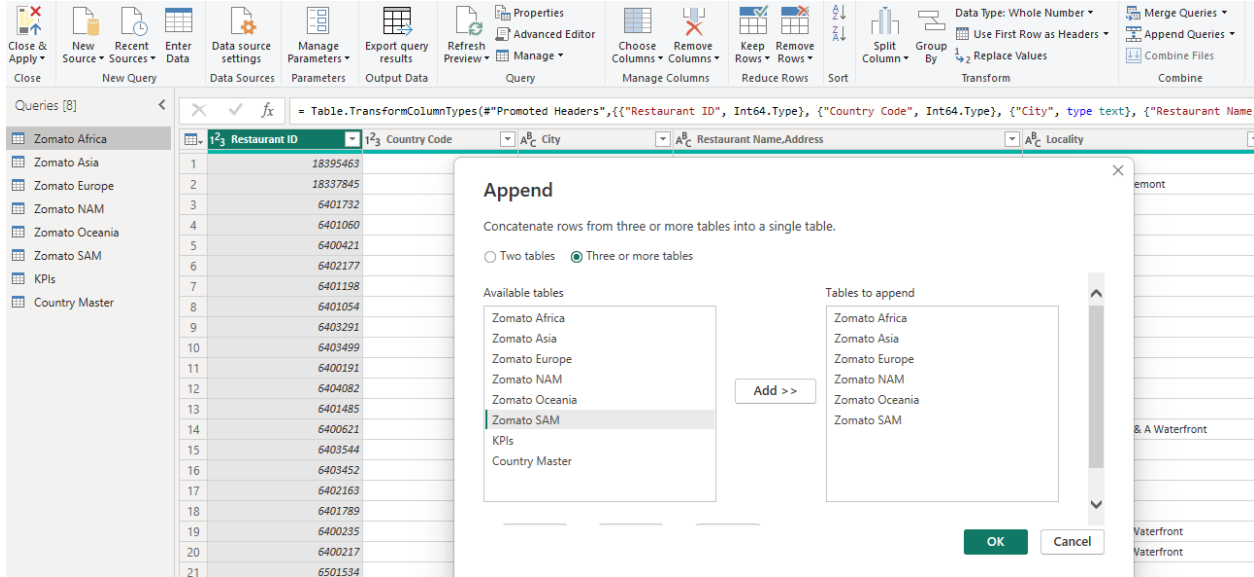 Close & Apply
New Source
Recent Sources
Enter Data
Data source settings
Manage Parameters
Export query results
Refresh Preview
Properties
Advanced Editor
Manage
Choose Columns
Remove Columns
Keep Rows
Remove Rows
Split Column
Group By
Data Type: Whole Number
Use First Row as Headers
Replace Values
Merge Queries
Append Queries
Combine Files
Close
New Query
Data Sources
Parameters
Output Data
Query
Manage Columns
Reduce Rows
Sort
Transform
Combine
Queries [8]
fx
= Table.TransformColumnTypes(#"Promoted Headers",{{"Restaurant ID", Int64.Type}, {"Country Code", Int64.Type}, {"City", type text}, {"Restaurant Name
Zomato Africa
Zomato Asia
Zomato Europe
Zomato NAM
Zomato Oceania
Zomato SAM
KPIs
Country Master
123 Restaurant ID
123 Country Code
ABC City
ABC Restaurant Name,Address
ABC Locality
1 18395463
2 18337845 emont
3 6401732
4 6401060
5 6400421
6 6402177
7 6401198
8 6401054
9 6403291
10 6403499
11 6400191
12 6404082
13 6401485
14 6400621 & A Waterfront
15 6403544
16 6403452
17 6402163
18 6401789
19 6400235 Waterfront
20 6400217 Waterfront
21 6501534
Append
Concatenate rows from three or more tables into a single table.
Two tables
Three or more tables
Available tables
Zomato Africa
Zomato Asia
Zomato Europe
Zomato NAM
Zomato Oceania
Zomato SAM
KPIs
Country Master
Add >>
Tables to append
Zomato Africa
Zomato Asia
Zomato Europe
Zomato NAM
Zomato Oceania
Zomato SAM
OK
Cancel